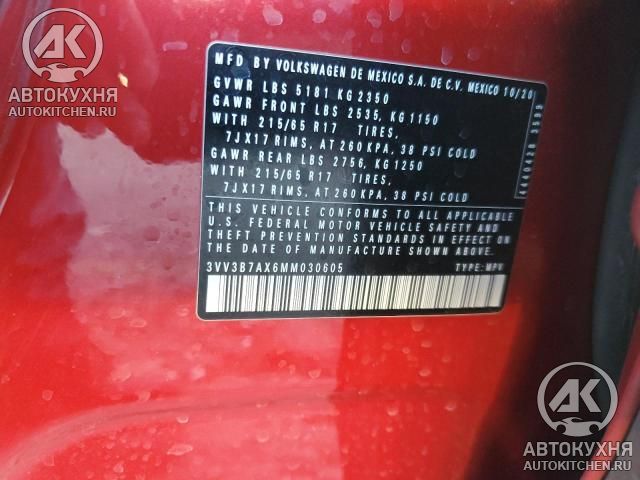 АК
АВТОКУХНЯ
AUTOKITCHEN.RU
MFD BY VOLKSWAGEN DE MEXICO S.A. DE C.V. MEXICO 10/20
GVWR LBS 5181 KG 2350
GAWR FRONT LBS 2535, KG 1150
WITH 215/65 R17 TIRES,
7JX17 RIMS, AT 260 KPA, 38 PSI COLD
GAWR REAR LBS 2756, KG 1250
WITH 215/65 R17 TIRES,
7JX17 RIMS, AT 260 KPA, 38 PSI COLD
THIS VEHICLE CONFORMS TO ALL APPLICABLE
U.S. FEDERAL MOTOR VEHICLE SAFETY AND
THEFT PREVENTION STANDARDS IN EFFECT ON
THE DATE OF MANUFACTURE SHOWN ABOVE
3VV3B7AX6MM030605 TYPE: MPV
АК
АВТОКУХНЯ
AUTOKITCHEN.RU